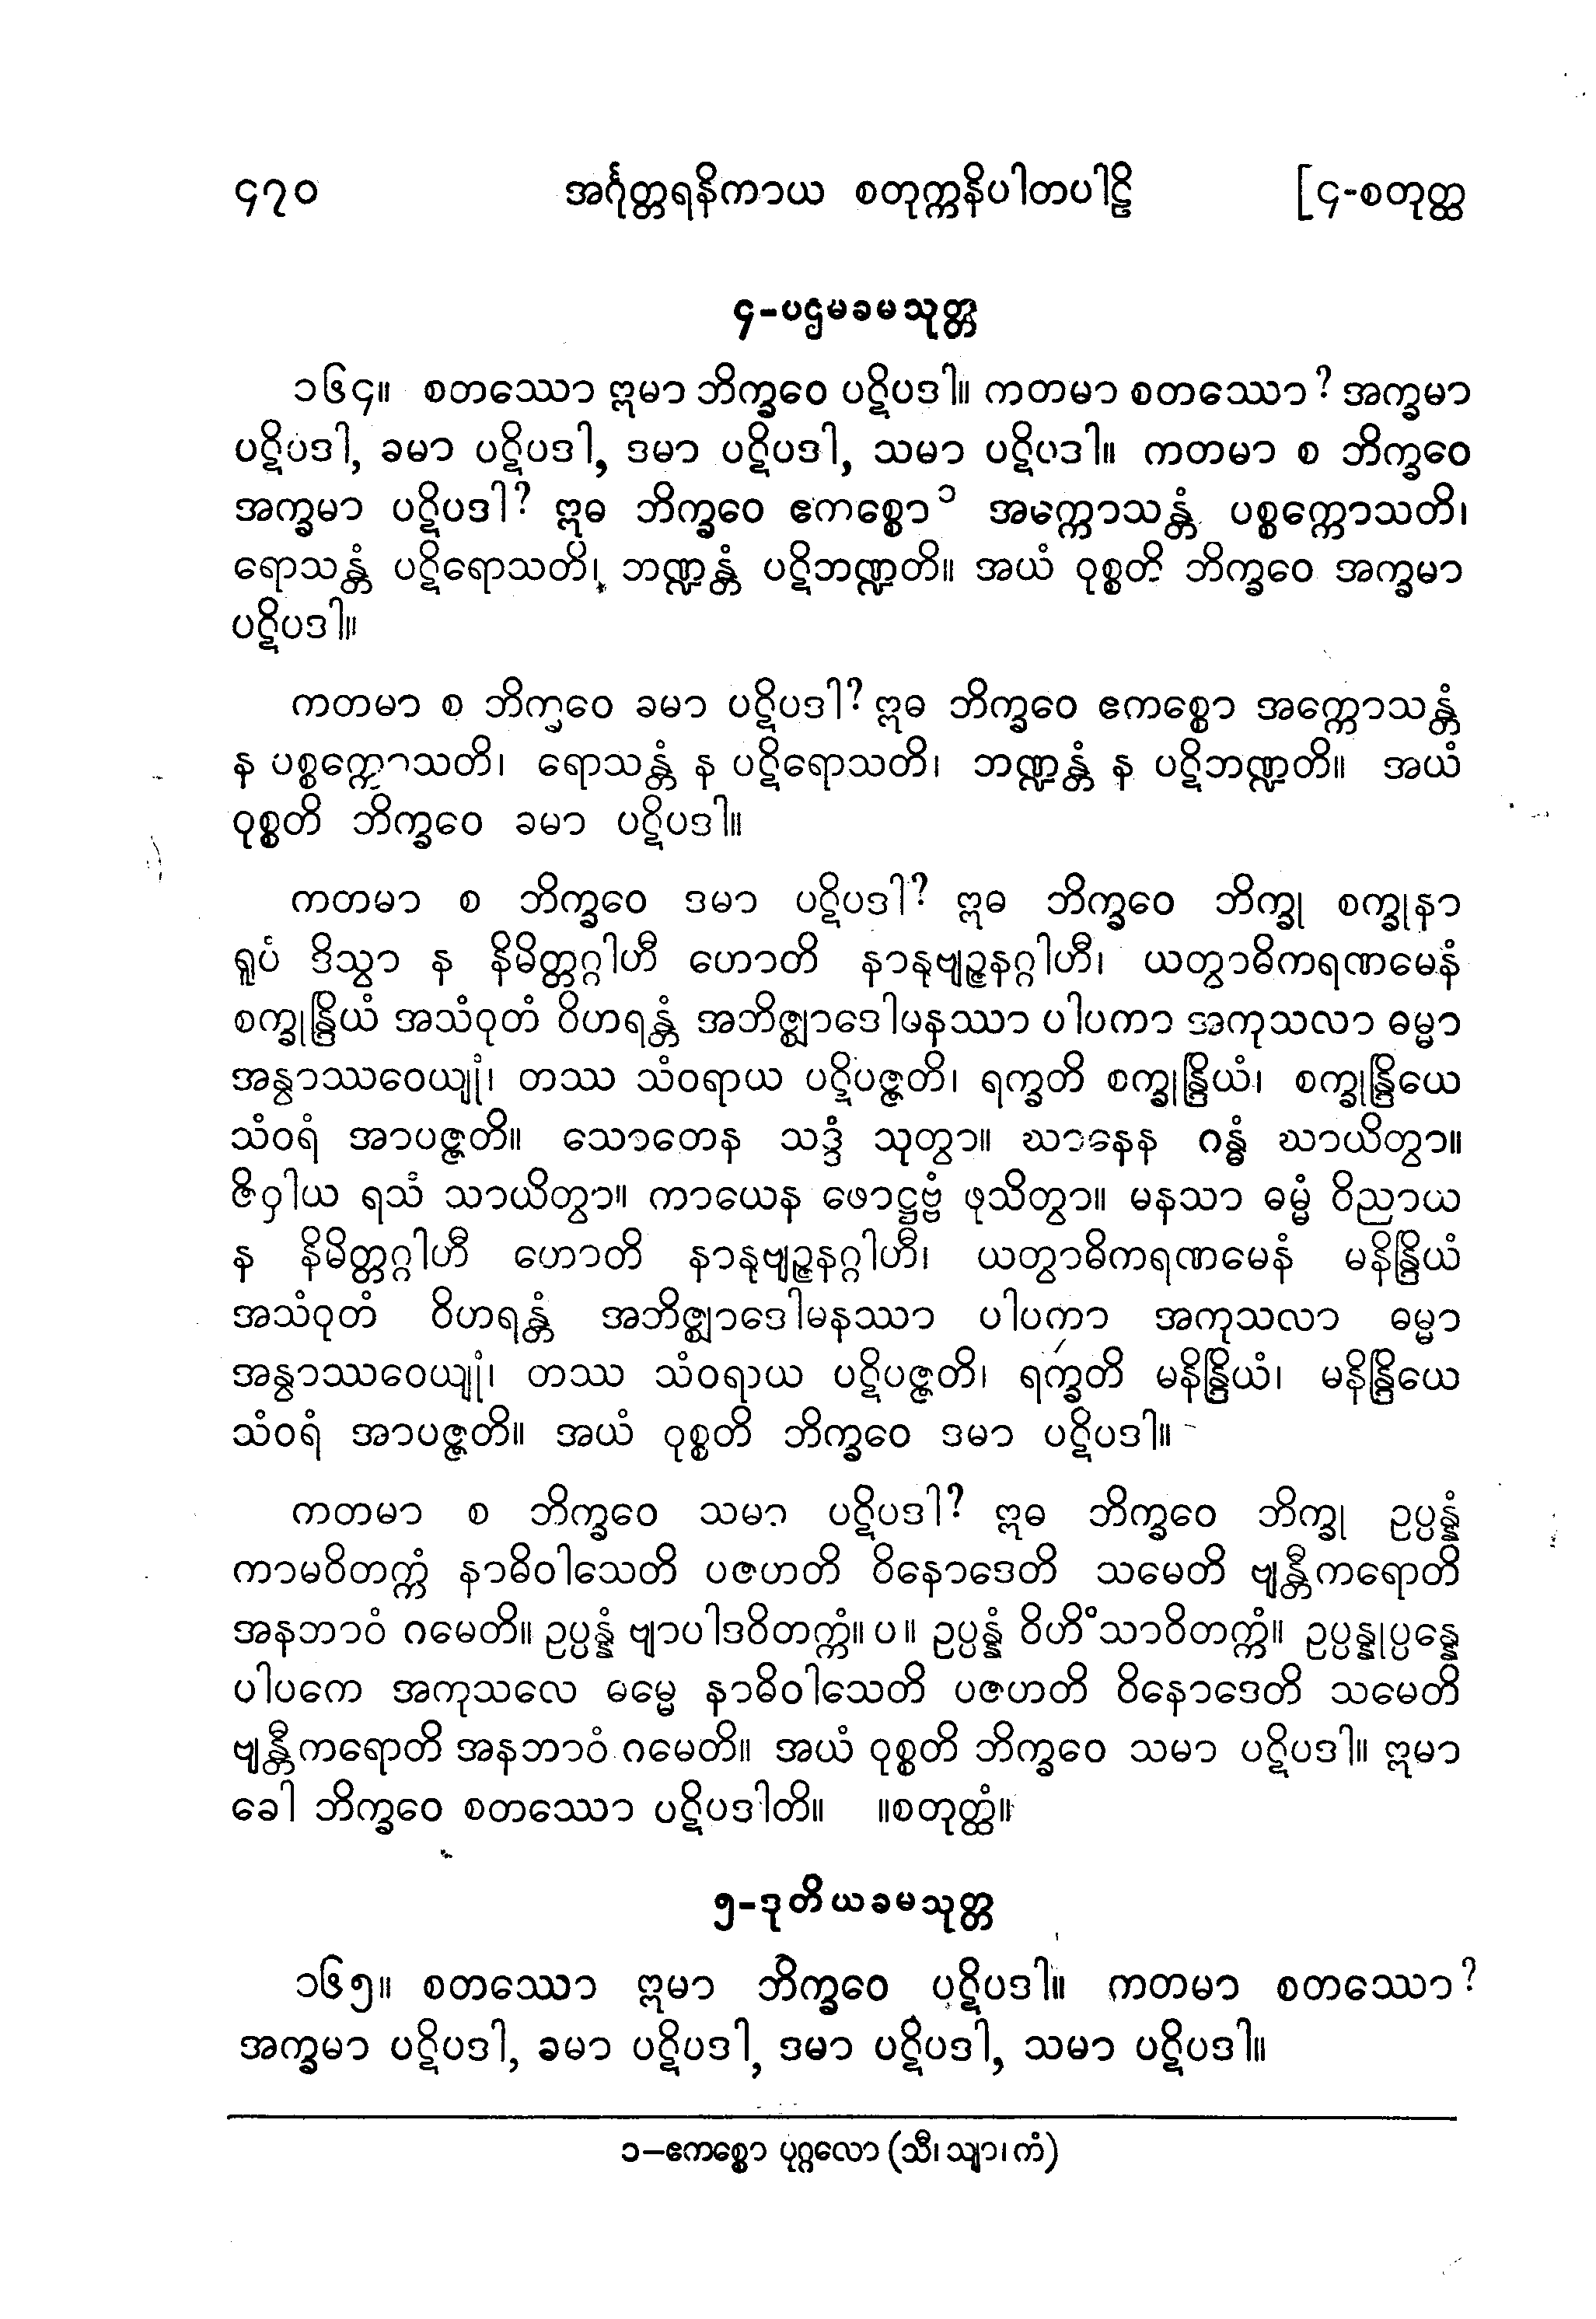 ၄၇၀ အင်္ဂုတ္တရနိကာယ စတုက္ကနိပါတပါဠိ [၄-စတုတ္ထ
၄-ပဌမခမသုတ္တ
၁၆၄။ စတဿော ဣမာ ဘိက္ခဝေ ပဋိပဒါ။ ကတမာ စတဿော? အက္ခမာ
ပဋိပဒါ, ခမာ ပဋိပဒါ, ဒမာ ပဋိပဒါ, သမာ ပဋိပဒါ။ ကတမာ စ ဘိက္ခဝေ
အက္ခမာ ပဋိပဒါ? ဣဓ ဘိက္ခဝေ ဧကစ္စော၁ အက္ကောသန္တံ ပစ္စက္ကောသတိ၊
ရောသန္တံ ပဋိရောသတိ၊ ဘဏ္ဍန္တံ ပဋိဘဏ္ဍတိ။ အယံ ဝုစ္စတိ ဘိက္ခဝေ အက္ခမာ
ပဋိပဒါ။
ကတမာ စ ဘိက္ခဝေ ခမာ ပဋိပဒါ? ဣဓ ဘိက္ခဝေ ဧကစ္စော အက္ကောသန္တံ
န ပစ္စက္ကောသတိ၊ ရောသန္တံ န ပဋိရောသတိ၊ ဘဏ္ဍန္တံ န ပဋိဘဏ္ဍတိ။ အယံ
ဝုစ္စတိ ဘိက္ခဝေ ခမာ ပဋိပဒါ။
ကတမာ စ ဘိက္ခဝေ ဒမာ ပဋိပဒါ? ဣဓ ဘိက္ခဝေ ဘိက္ခု စက္ခုနာ
ရူပံ ဒိသွာ န နိမိတ္တဂ္ဂါဟီ ဟောတိ နာနုဗျဉ္ဇနဂ္ဂါဟီ၊ ယတွာဓိကရဏမေနံ
စက္ခုန္ဒြိယံ အသံဝုတံ ဝိဟရန္တံ အဘိဇ္ဈာဒေါမနဿာ ပါပကာ အကုသလာ ဓမ္မာ
အနွာဿဝေယျုံ၊ တဿ သံဝရာယ ပဋိပဇ္ဇတိ၊ ရက္ခတိ စက္ခုန္ဒြိယံ၊ စက္ခုန္ဒြိယေ
သံဝရံ အာပဇ္ဇတိ။ သောတေန သဒ္ဒံ သုတွာ။ ဃာနေန ဂန္ဓံ ဃာယိတွာ။
ဇိဝှါယ ရသံ သာယိတွာ။ ကာယေန ဖောဋ္ဌဗ္ဗံ ဖုသိတွာ။ မနသာ ဓမ္မံ ဝိညာယ
န နိမိတ္တဂ္ဂါဟီ ဟောတိ နာနုဗျဉ္ဇနဂ္ဂါဟီ၊ ယတွာဓိကရဏမေနံ မနိန္ဒြိယံ
အသံဝုတံ ဝိဟရန္တံ အဘိဇ္ဈာဒေါမနဿာ ပါပကာ အကုသလာ ဓမ္မာ
အနွာဿဝေယျုံ၊ တဿ သံဝရာယ ပဋိပဇ္ဇတိ၊ ရက္ခတိ မနိန္ဒြိယံ၊ မနိန္ဒြိယေ
သံဝရံ အာပဇ္ဇတိ။ အယံ ဝုစ္စတိ ဘိက္ခဝေ ဒမာ ပဋိပဒါ။
ကတမာ စ ဘိက္ခဝေ သမာ ပဋိပဒါ? ဣဓ ဘိက္ခဝေ ဘိက္ခု ဥပ္ပန္နံ
ကာမဝိတက္ကံ နာဓိဝါသေတိ ပဇဟတိ ဝိနောဒေတိ သမေတိ ဗျန္တီကရောတိ
အနဘာဝံ ဂမေတိ။ ဥပ္ပန္နံ ဗျာပါဒဝိတက္ကံ။ ပ။ ဥပ္ပန္နံ ဝိဟိံသာဝိတက္ကံ။ ဥပ္ပန္နုပ္ပန္နေ
ပါပကေ အကုသလေ ဓမ္မေ နာဓိဝါသေတိ ပဇဟတိ ဝိနောဒေတိ သမေတိ
ဗျန္တီကရောတိ အနဘာဝံ ဂမေတိ။ အယံ ဝုစ္စတိ ဘိက္ခဝေ သမာ ပဋိပဒါ။ ဣမာ
ခေါ ဘိက္ခဝေ စတဿော ပဋိပဒါတိ။ ။စတုတ္ထံ။
၅-ဒုတိယခမသုတ္တ
၁၆၅။ စတဿော ဣမာ ဘိက္ခဝေ ပဋိပဒါ။ ကတမာ စတဿော?
အက္ခမာ ပဋိပဒါ, ခမာ ပဋိပဒါ, ဒမာ ပဋိပဒါ, သမာ ပဋိပဒါ။
၁–ဧကစ္စော ပုဂ္ဂလော (သီ၊ သျာ၊ ကံ)